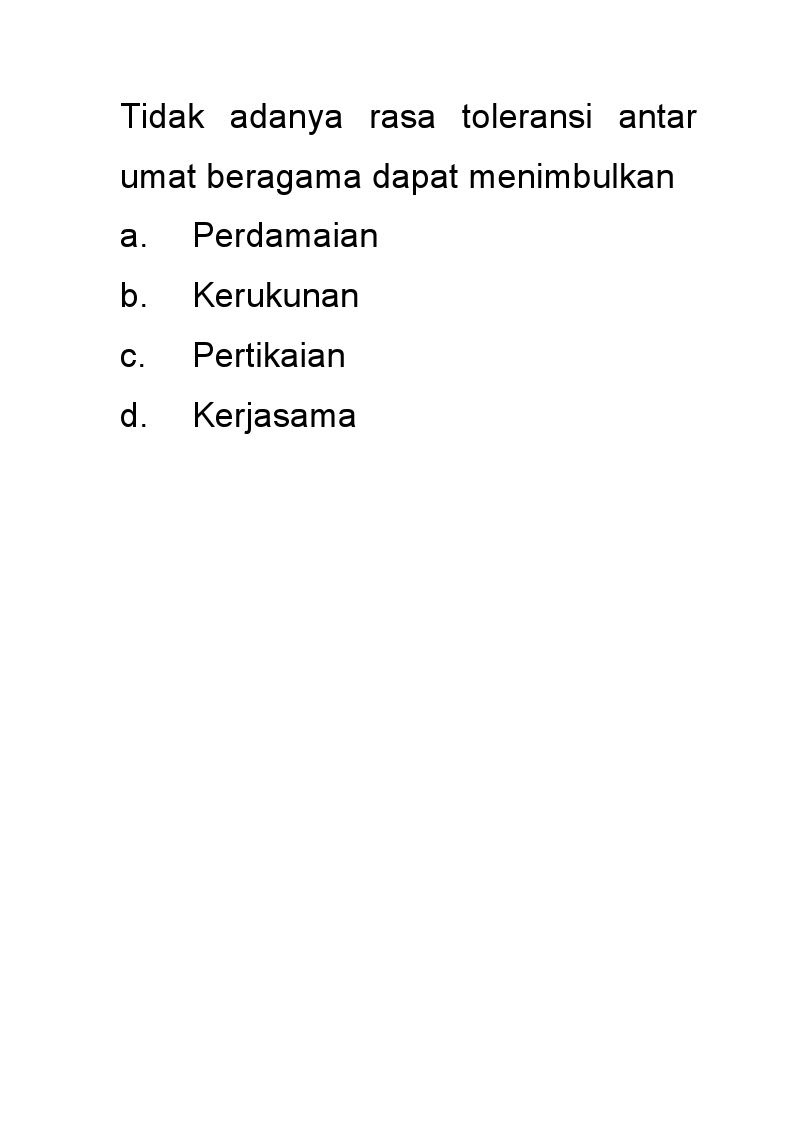 Tidak adanya rasa toleransi antar
umat beragama dapat menimbulkan
a. Perdamaian
b. Kerukunan
c. Pertikaian
d. Kerjasama